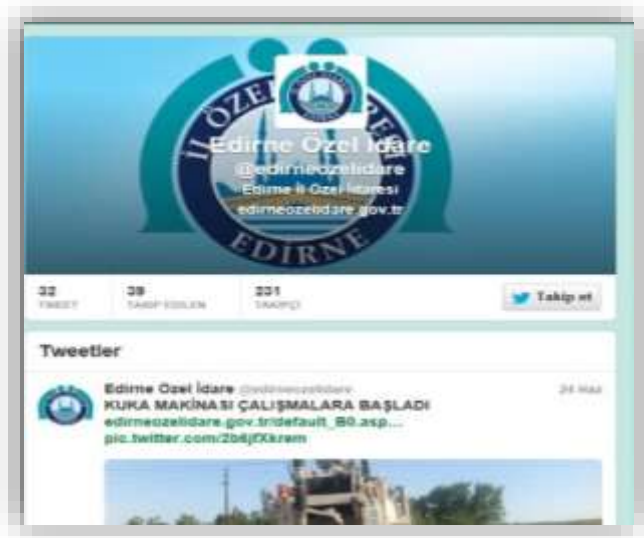 İL ÖZEL İDARESİ
EDİRNE
Edirne Özel İdare
@edirneozelidare
Edirne İl Özel İdaresi
edirneozelidare.gov.tr
32
TWEET
39
TAKİP EDİLEN
231
TAKİPÇİ
Takip et
Tweetler
Edirne Özel İdare @edirneozelidare
24 Haz
KUKA MAKİNASI ÇALIŞMALARA BAŞLADI
edirneozelidare.gov.tr/default_B0.asp...
pic.twitter.com/2b6jfXkrem